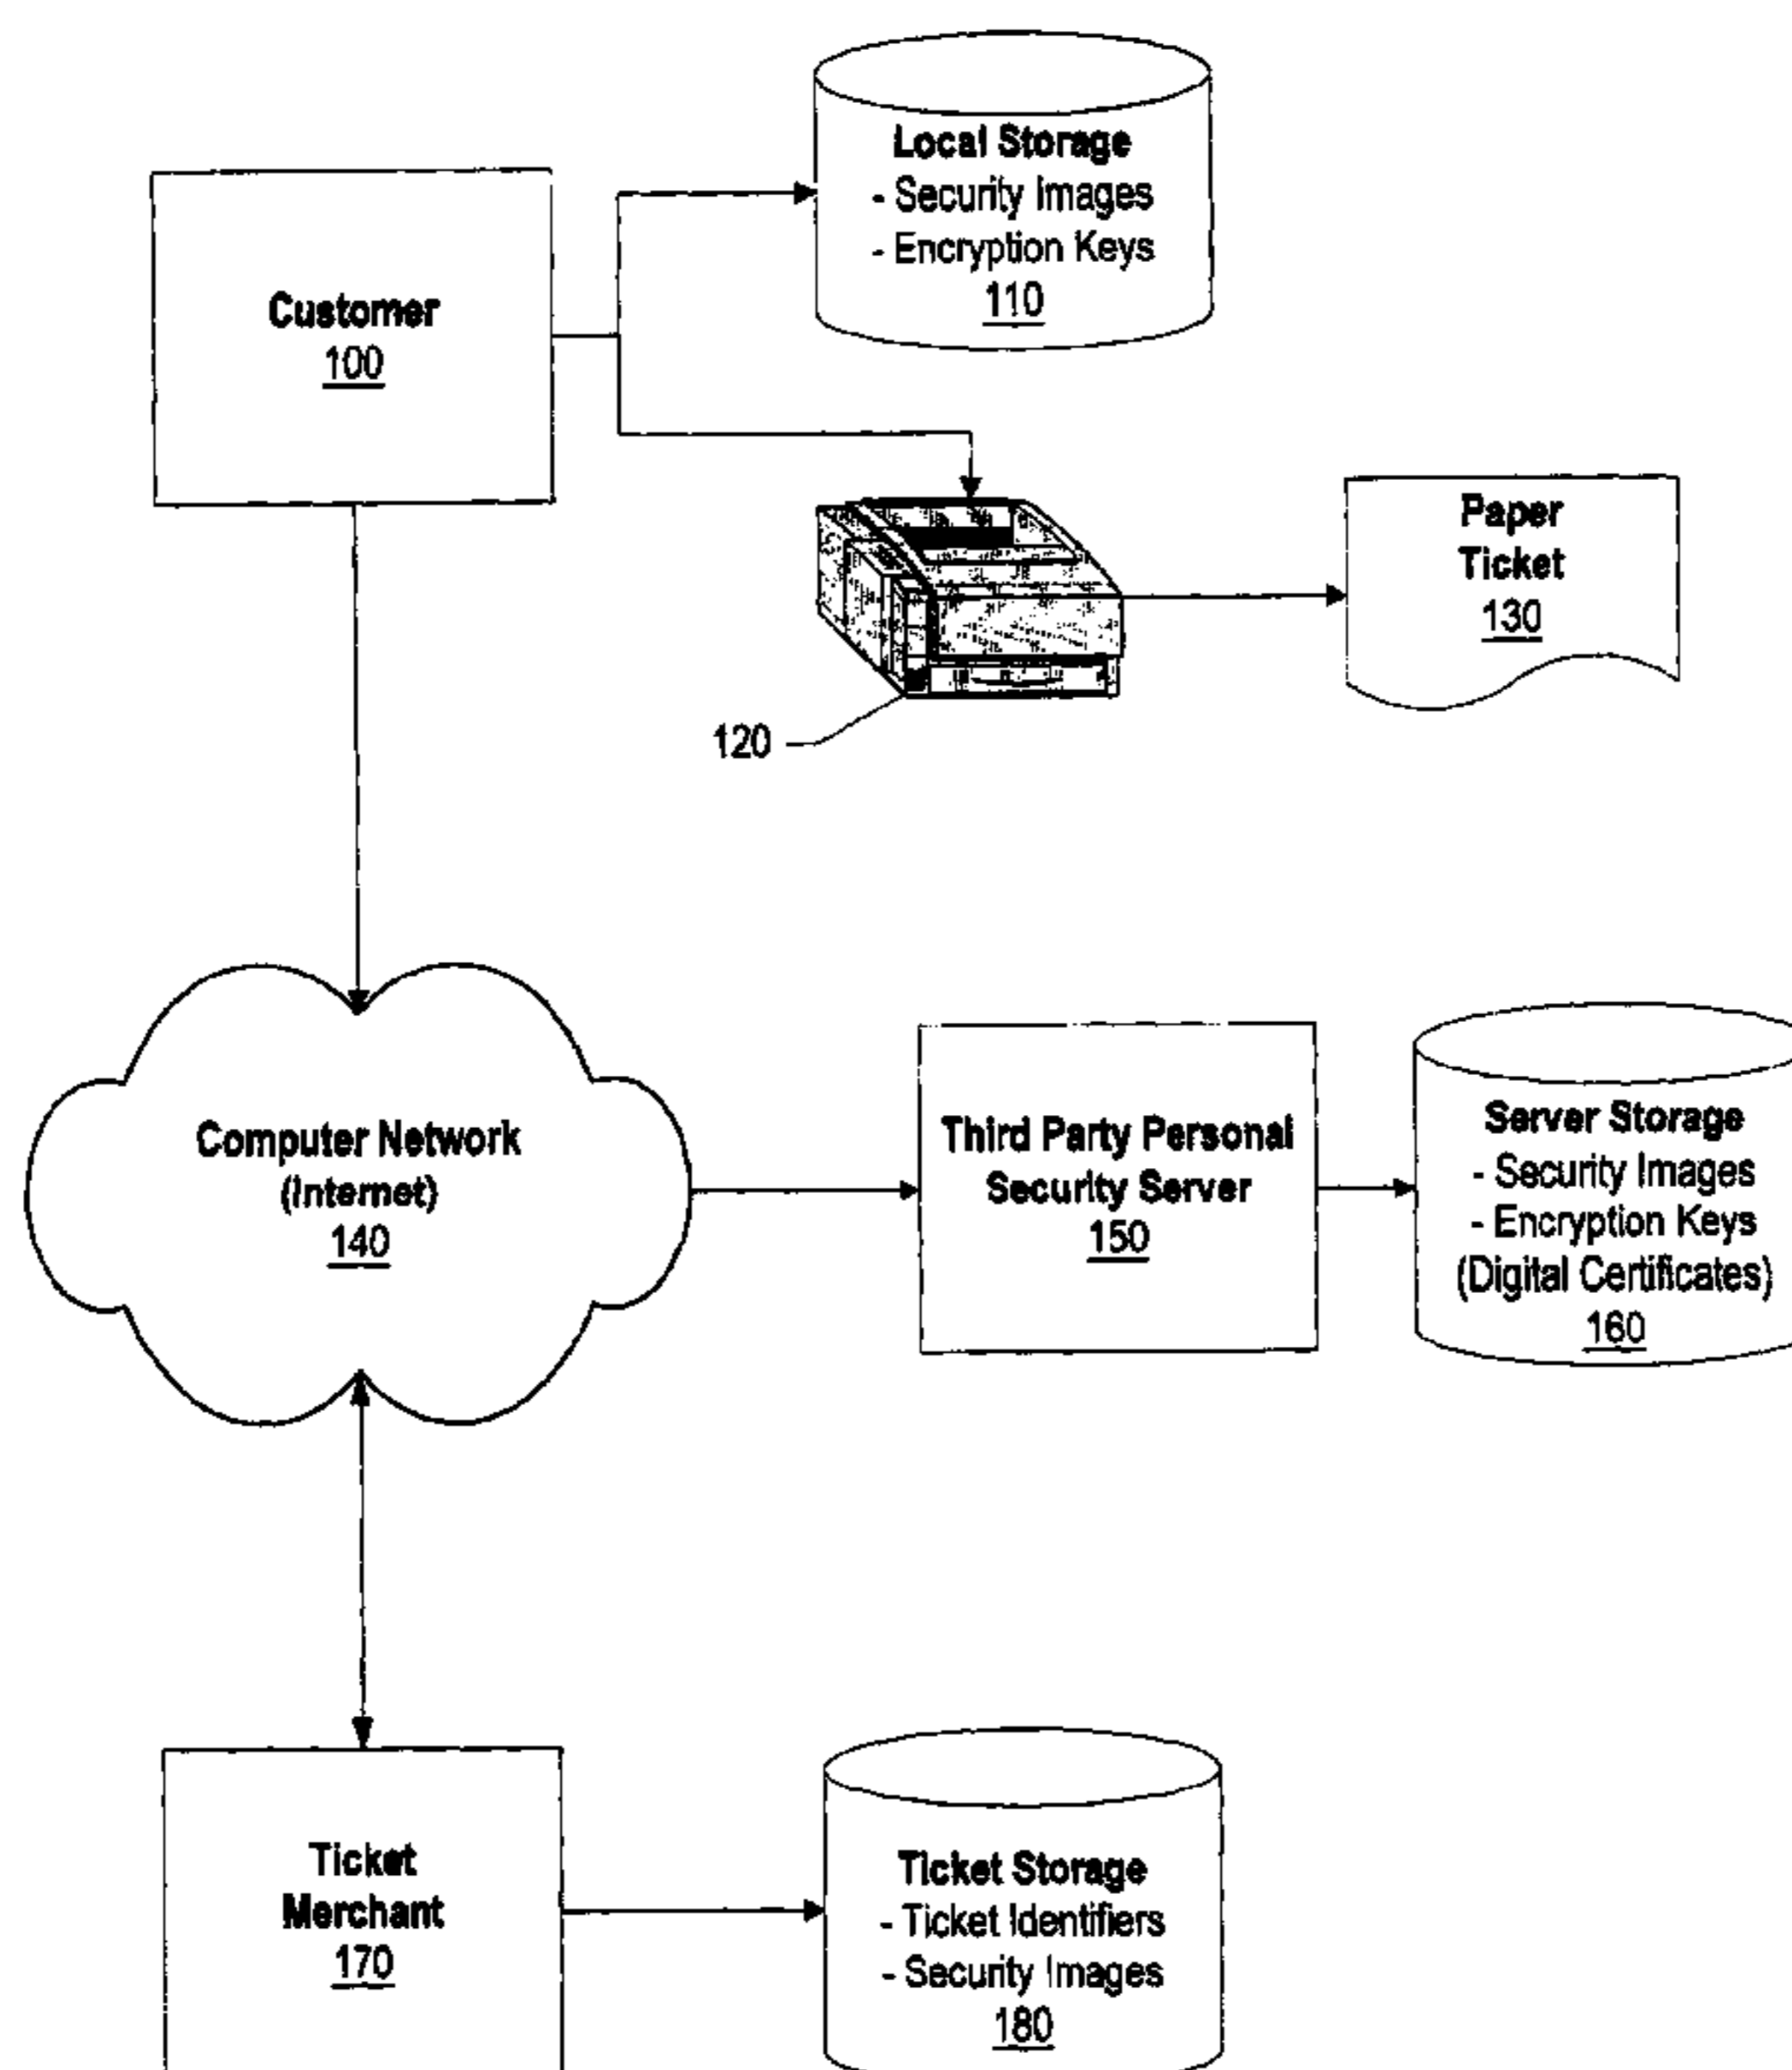 Local Storage
- Security Images
- Encryption Keys
110
Customer
100
Paper
Ticket
130
120
Computer Network
(Internet)
140
Third Party Personal
Security Server
150
Server Storage
- Security Images
- Encryption Keys
(Digital Certificates)
160
Ticket
Merchant
170
Ticket Storage
- Ticket Identifiers
- Security Images
180